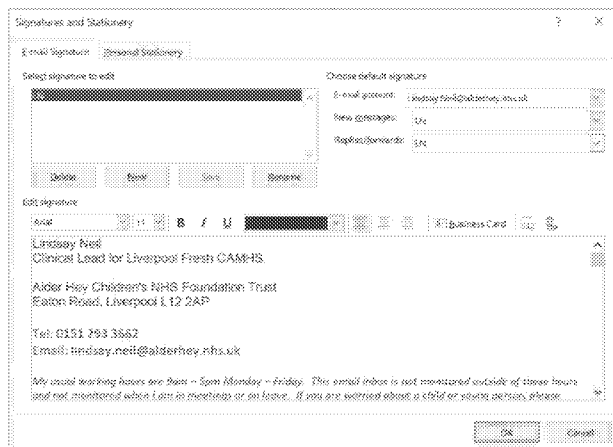 Signatures and Stationery ? ×
E-mail Signature Personal Stationery
Select signature to edit
Choose default signature
LN
E-mail account: Lindsay.Neil@alderhey.nhs.uk
New messages: LN
Replies/forwards: LN
Delete New Save Rename
Edit signature
Arial 11 B I U Business Card
Lindsay Neil
Clinical Lead for Liverpool Fresh CAMHS
Alder Hey Children's NHS Foundation Trust
Eaton Road, Liverpool L12 2AP
Tel: 0151 293 3662
Email: lindsay.neil@alderhey.nhs.uk
My usual working hours are 9am – 5pm Monday – Friday. This email inbox is not monitored outside of these hours
and not monitored when I am in meetings or on leave. If you are worried about a child or young person, please
OK Cancel